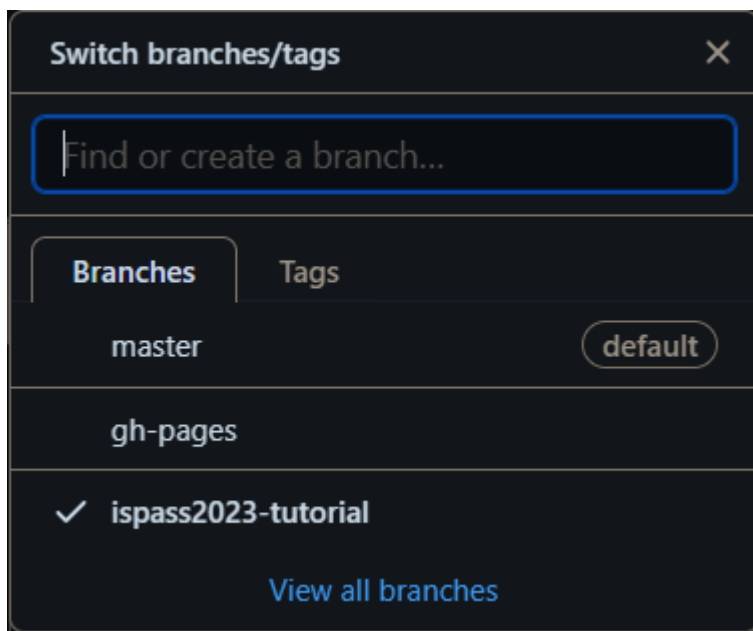 Switch branches/tags
Find or create a branch...
Branches Tags
master default
gh-pages
ispass2023-tutorial
View all branches